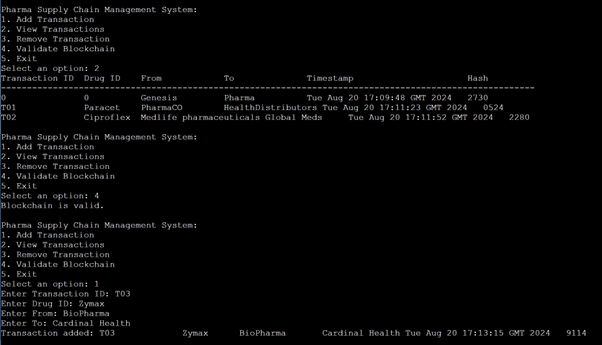 Pharma Supply Chain Management System:
1. Add Transaction
2. View Transactions
3. Remove Transaction
4. Validate Blockchain
5. Exit
Select an option: 2
Transaction ID  Drug ID    From          To            Timestamp                      Hash
--------------------------------------------------------------------------------------------
0               0          Genesis       Pharma        Tue Aug 20 17:09:48 GMT 2024   2730
T01             Paracet    PharmaCO      HealthDistributors Tue Aug 20 17:11:23 GMT 2024   0524
T02             Ciproflex  Medlife pharmaceuticals Global Meds     Tue Aug 20 17:11:52 GMT 2024   2280
Pharma Supply Chain Management System:
1. Add Transaction
2. View Transactions
3. Remove Transaction
4. Validate Blockchain
5. Exit
Select an option: 4
Blockchain is valid.
Pharma Supply Chain Management System:
1. Add Transaction
2. View Transactions
3. Remove Transaction
4. Validate Blockchain
5. Exit
Select an option: 1
Enter Transaction ID: T03
Enter Drug ID: Zymax
Enter From: BioPharma
Enter To: Cardinal Health
Transaction added: T03             Zymax      BioPharma       Cardinal Health Tue Aug 20 17:13:15 GMT 2024   9114